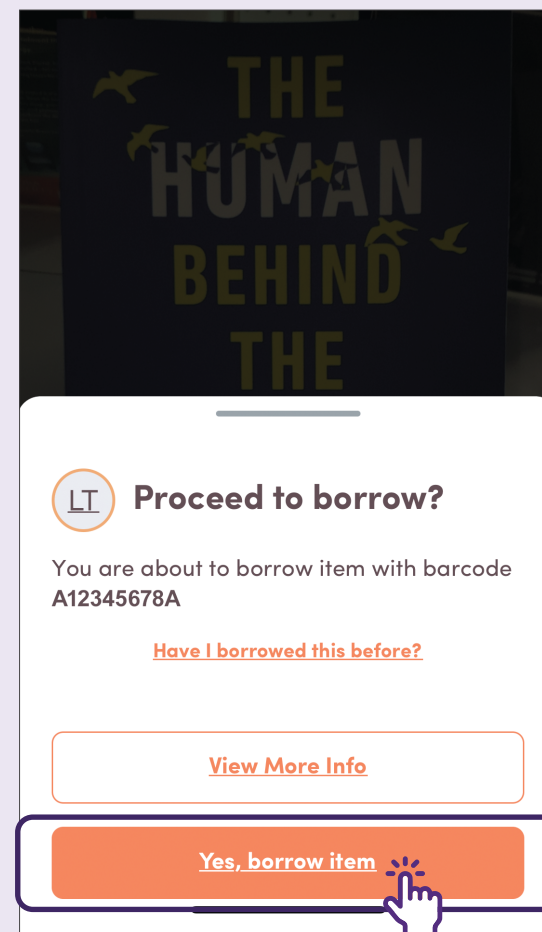 THE
HUMAN
BEHIND
THE
LT
Proceed to borrow?
You are about to borrow item with barcode
A12345678A
Have I borrowed this before?
View More Info
Yes, borrow item